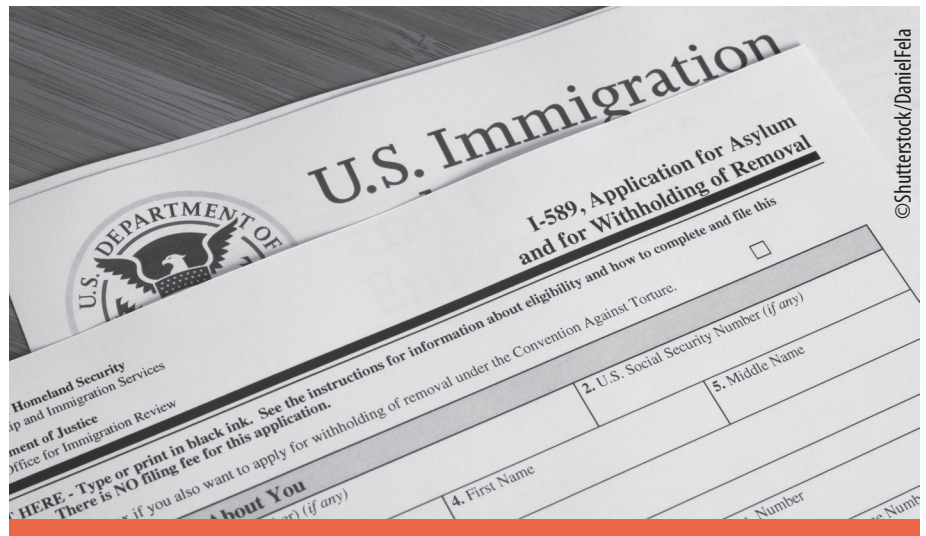 ©Shutterstock/DanielFela
U.S. Immigration
U.S. DEPARTMENT OF
I-589, Application for Asylum
and for Withholding of Removal
Homeland Security
and Immigration Services
of Justice
Office for Immigration Review
HERE - Type or print in black ink. See the instructions for information about eligibility and how to complete and file this
There is NO filing fee for this application.
if you also want to apply for withholding of removal under the Convention Against Torture.
About You
(if any)
2. U.S. Social Security Number (if any)
4. First Name
5. Middle Name
Number